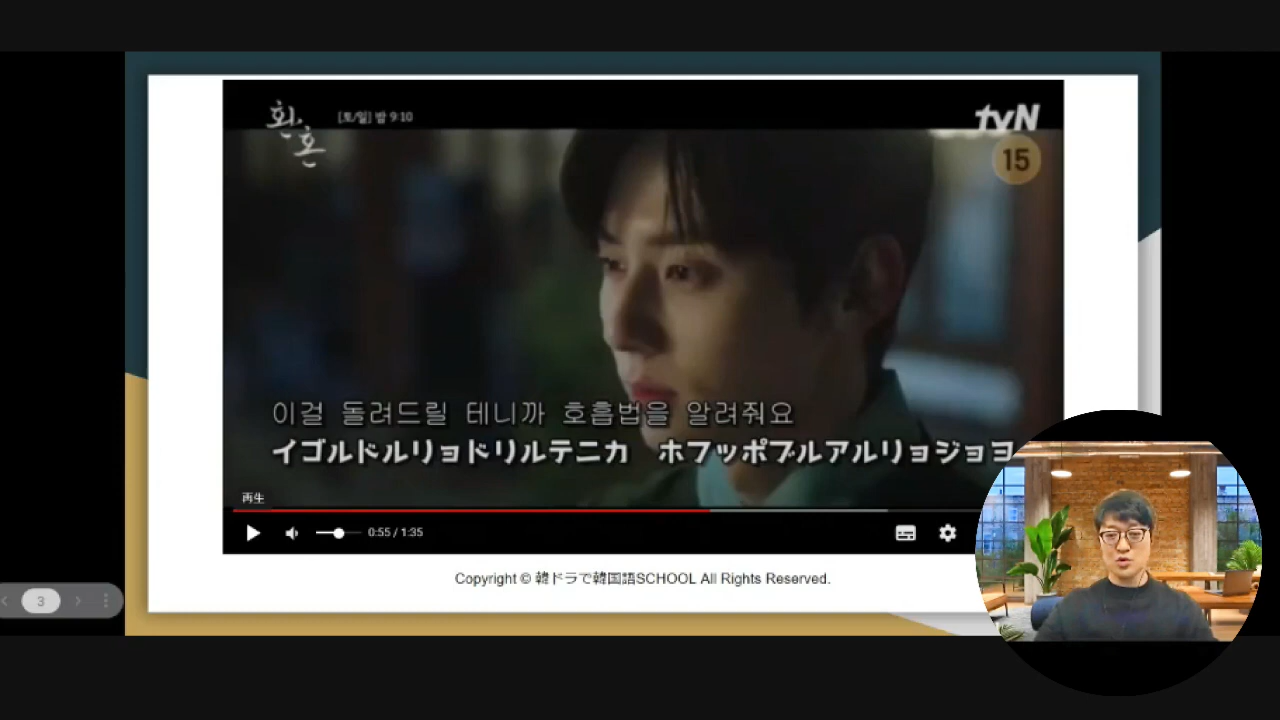 환혼
[토/일] 밤 9:10
tvN
15
이걸 돌려드릴 테니까 호흡법을 알려줘요
イゴルドルリョドリルテニカ　ホフッポブルアルリョジョヨ
再生
0:55 / 1:35
Copyright © 韓ドラで韓国語SCHOOL All Rights Reserved.
3